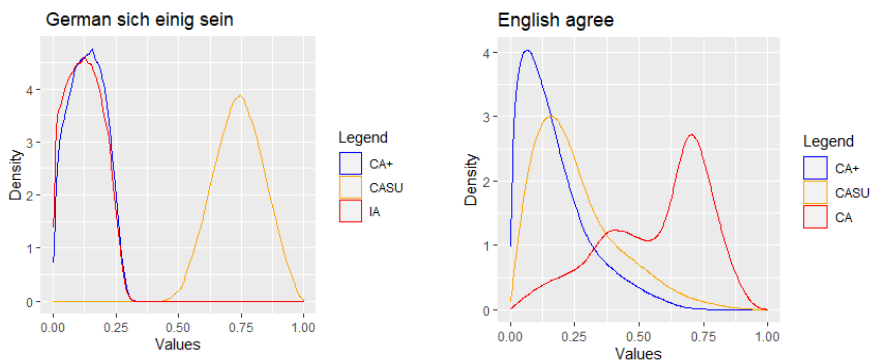 German sich einig sein
Density
4
3
2
1
0
0.00 0.25 0.50 0.75 1.00
Values
Legend
CA+
CASU
IA
English agree
Density
4
3
2
1
0
0.00 0.25 0.50 0.75 1.00
Values
Legend
CA+
CASU
CA